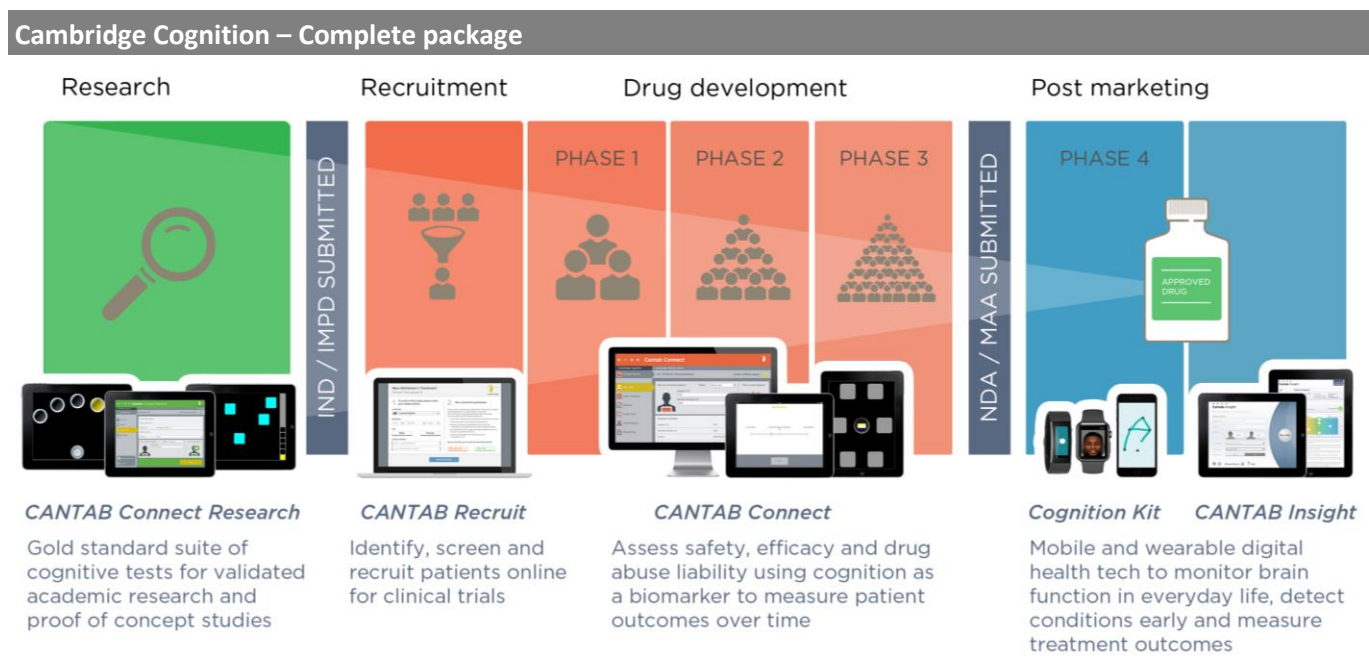 Cambridge Cognition – Complete package
Research
Recruitment
Drug development
Post marketing
IND / IMPD SUBMITTED
PHASE 1
PHASE 2
PHASE 3
NDA / MAA SUBMITTED
PHASE 4
APPROVED
DRUG
Cantab Connect
CANTAB Connect Research
Gold standard suite of
cognitive tests for validated
academic research and
proof of concept studies
CANTAB Recruit
Identify, screen and
recruit patients online
for clinical trials
CANTAB Connect
Assess safety, efficacy and drug
abuse liability using cognition as
a biomarker to measure patient
outcomes over time
Cognition Kit
CANTAB Insight
Mobile and wearable digital
health tech to monitor brain
function in everyday life, detect
conditions early and measure
treatment outcomes